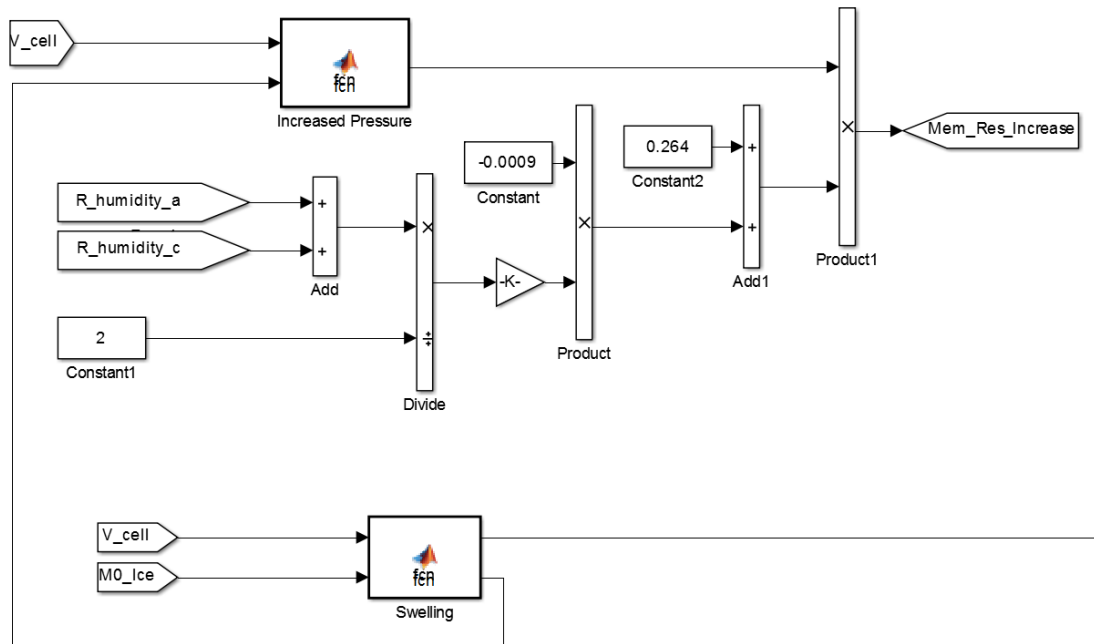 V_cell
fcn
Increased Pressure
R_humidity_a
R_humidity_c
+
+
Add
2
Constant1
×
÷
Divide
-K-
-0.0009
Constant
×
Product
0.264
Constant2
+
+
Add1
×
Product1
Mem_Res_Increase
V_cell
M0_Ice
fcn
Swelling